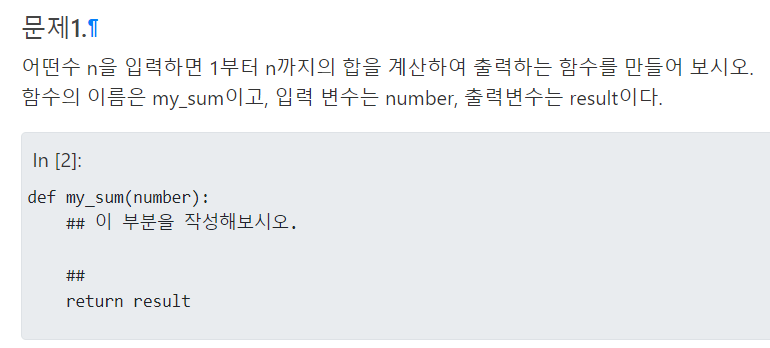 문제1.¶
어떤수 n을 입력하면 1부터 n까지의 합을 계산하여 출력하는 함수를 만들어 보시오.
함수의 이름은 my_sum이고, 입력 변수는 number, 출력변수는 result이다.
In [2]:
def my_sum(number):
    ## 이 부분을 작성해보시오.
    ##
    return result